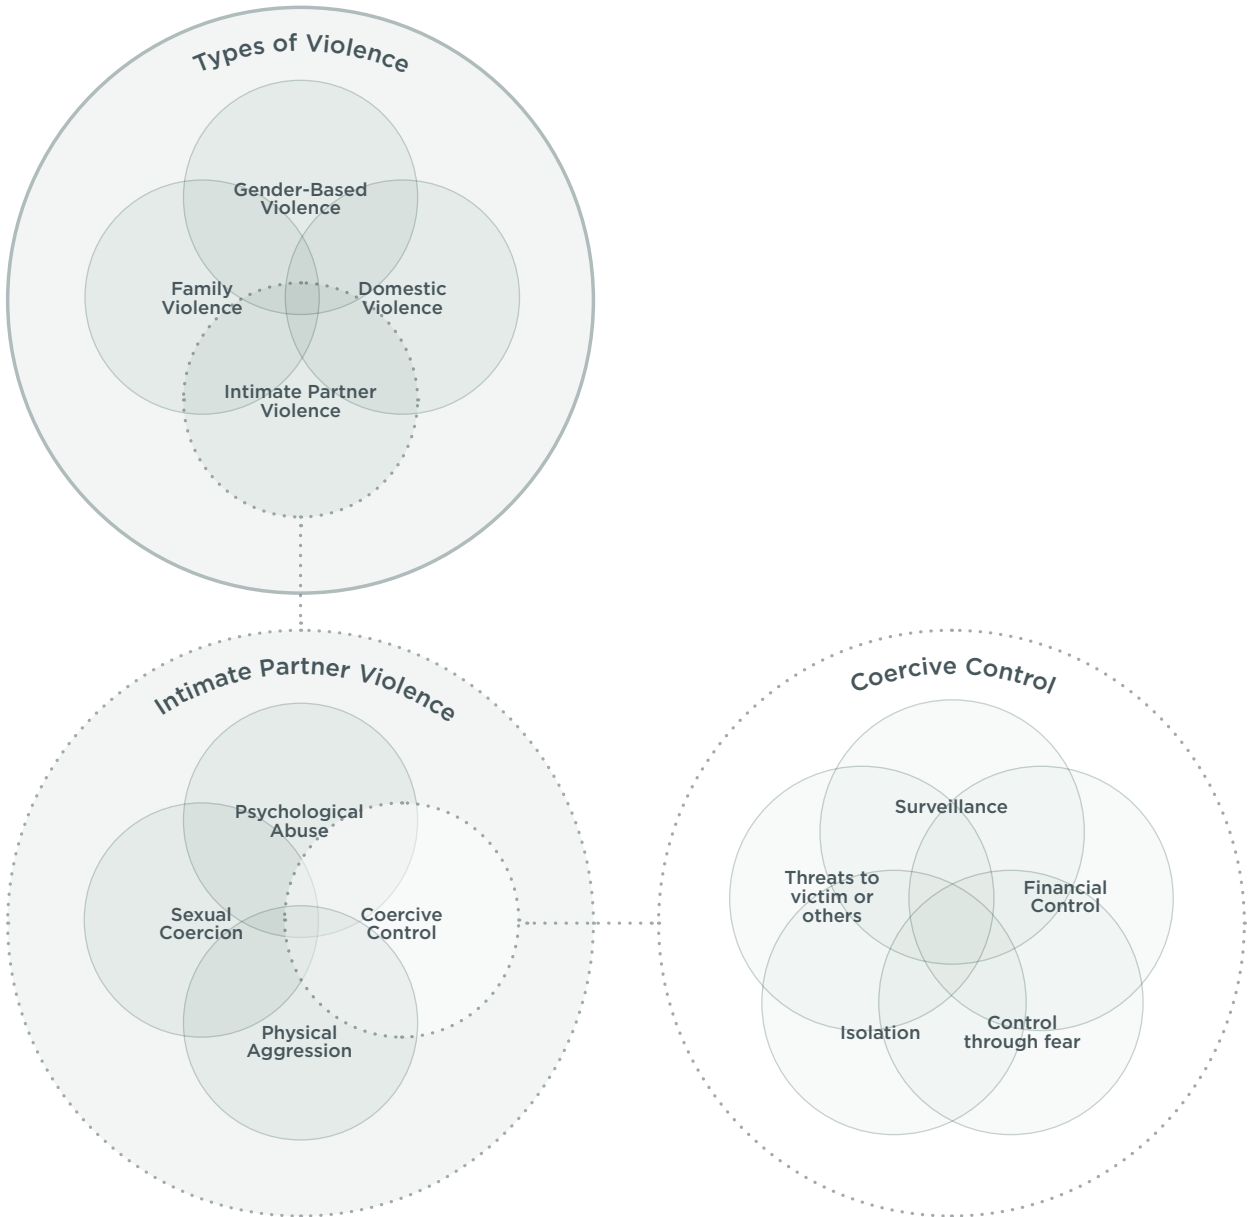 Types of Violence
Gender-Based
Violence
Family
Violence
Domestic
Violence
Intimate Partner
Violence
Intimate Partner Violence
Psychological
Abuse
Sexual
Coercion
Coercive
Control
Physical
Aggression
Coercive Control
Surveillance
Threats to
victim or
others
Financial
Control
Isolation
Control
through fear